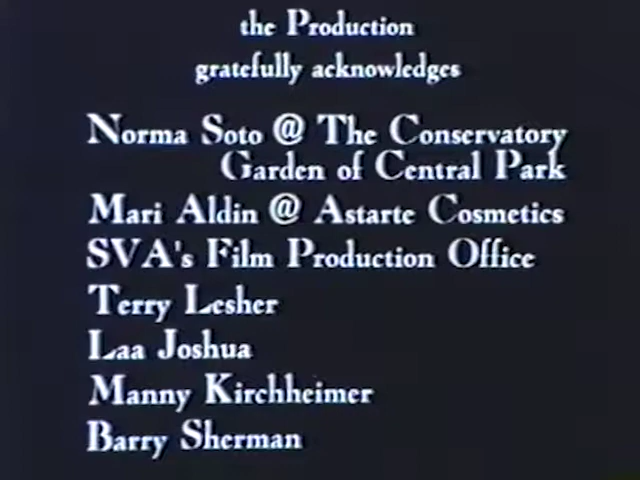 the Production
gratefully acknowledges
Norma Soto @ The Conservatory
Garden of Central Park
Mari Aldin @ Astarte Cosmetics
SVA's Film Production Office
Terry Lesher
Laa Joshua
Manny Kirchheimer
Barry Sherman